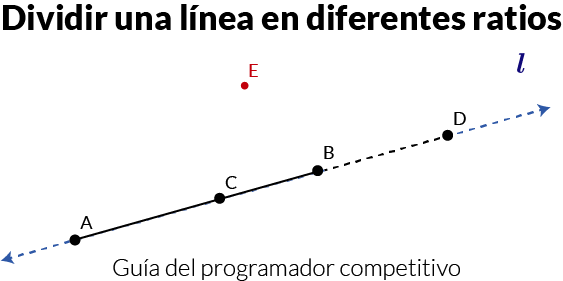 Dividir una línea en diferentes ratios
E
l
D
B
C
A
Guía del programador competitivo